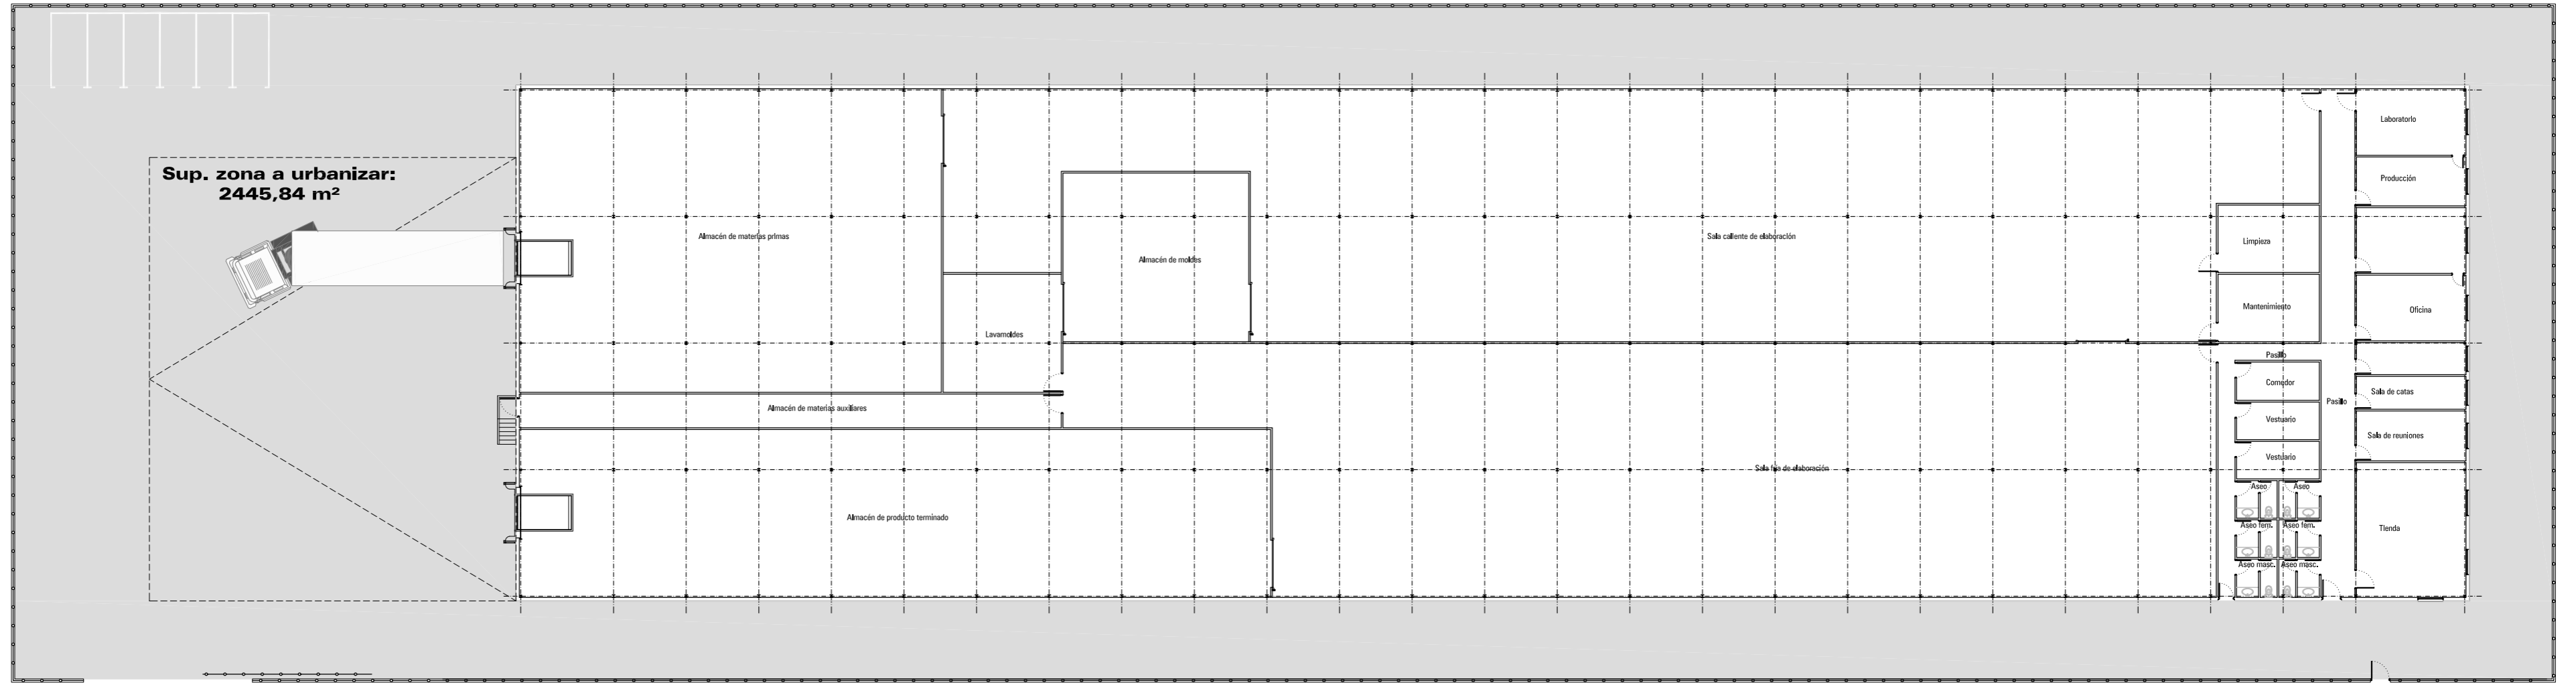 Sup. zona a urbanizar:
2445,84 m²
Almacén de materias primas
Almacén de moldes
Lavamoldes
Almacén de materias auxiliares
Almacén de producto terminado
Sala caliente de elaboración
Sala fria de elaboración
Limpieza
Mantenimiento
Pasillo
Comedor
Vestuario
Vestuario
Aseo
Aseo
Aseo fem.
Aseo fem.
Aseo masc.
Aseo masc.
Pasillo
Laboratorio
Producción
Oficina
Sala de catas
Sala de reuniones
Tienda